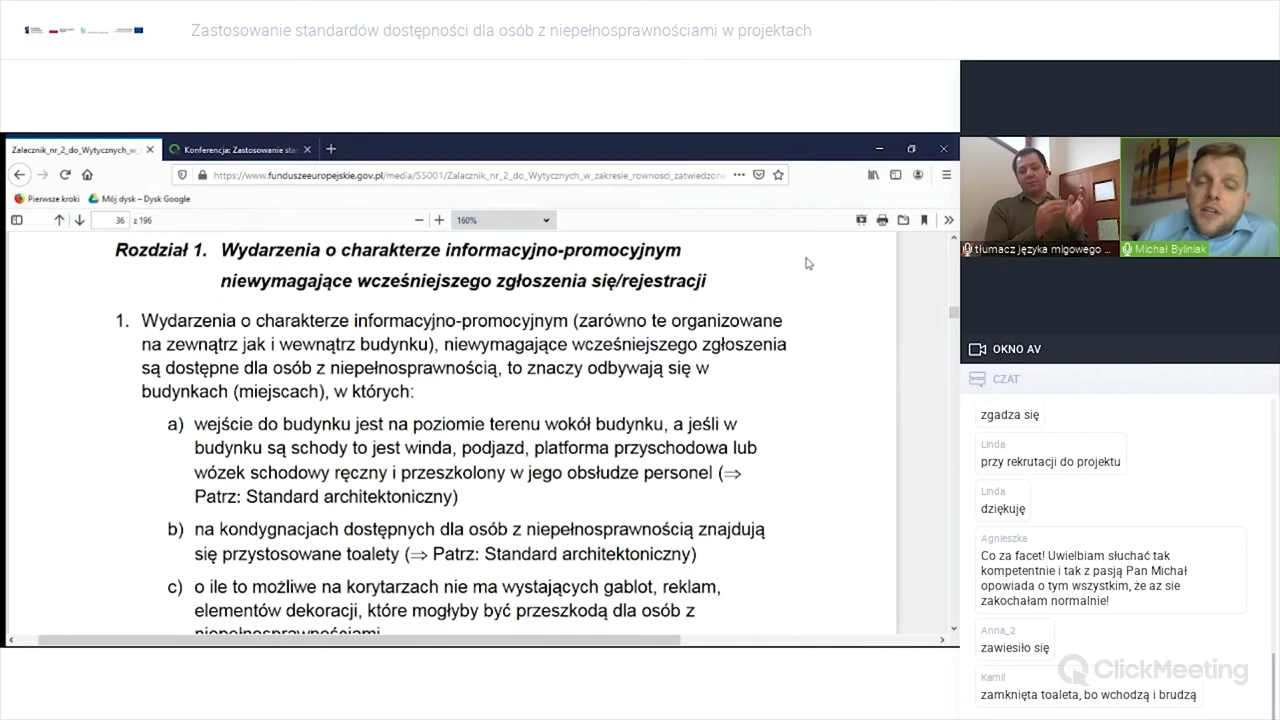 Zastosowanie standardów dostępności dla osób z niepełnosprawnościami w projektach
Zalacznik_nr_2_do_Wytycznych_w_z
Konferencja: Zastosowanie sta
https://www.funduszeeuropejskie.gov.pl/media/55001/Zalacznik_nr_2_do_Wytycznych_w_zakresie_rownosci_zatwiedzone
Pierwsze kroki
Mój dysk – Dysk Google
36
z 196
160%
Rozdział 1. Wydarzenia o charakterze informacyjno-promocyjnym
niewymagające wcześniejszego zgłoszenia się/rejestracji
1. Wydarzenia o charakterze informacyjno-promocyjnym (zarówno te organizowane
na zewnątrz jak i wewnątrz budynku), niewymagające wcześniejszego zgłoszenia
są dostępne dla osób z niepełnosprawnością, to znaczy odbywają się w
budynkach (miejscach), w których:
a) wejście do budynku jest na poziomie terenu wokół budynku, a jeśli w
budynku są schody to jest winda, podjazd, platforma przyschodowa lub
wózek schodowy ręczny i przeszkolony w jego obsłudze personel (⇒
Patrz: Standard architektoniczny)
b) na kondygnacjach dostępnych dla osób z niepełnosprawnością znajdują
się przystosowane toalety (⇒ Patrz: Standard architektoniczny)
c) o ile to możliwe na korytarzach nie ma wystających gablot, reklam,
elementów dekoracji, które mogłyby być przeszkodą dla osób z
niepełnosprawnościami
tłumacz języka migowego ...
Michał Byliniak
OKNO AV
CZAT
zgadza się
Linda
przy rekrutacji do projektu
Linda
dziękuję
Agnieszka
Co za facet! Uwielbiam słuchać tak
kompetentnie i tak z pasją Pan Michał
opowiada o tym wszystkim, że az sie
zakochałam normalnie!
Anna_2
zawiesiło się
Kamil
zamknięta toaleta, bo wchodzą i brudzą
ClickMeeting